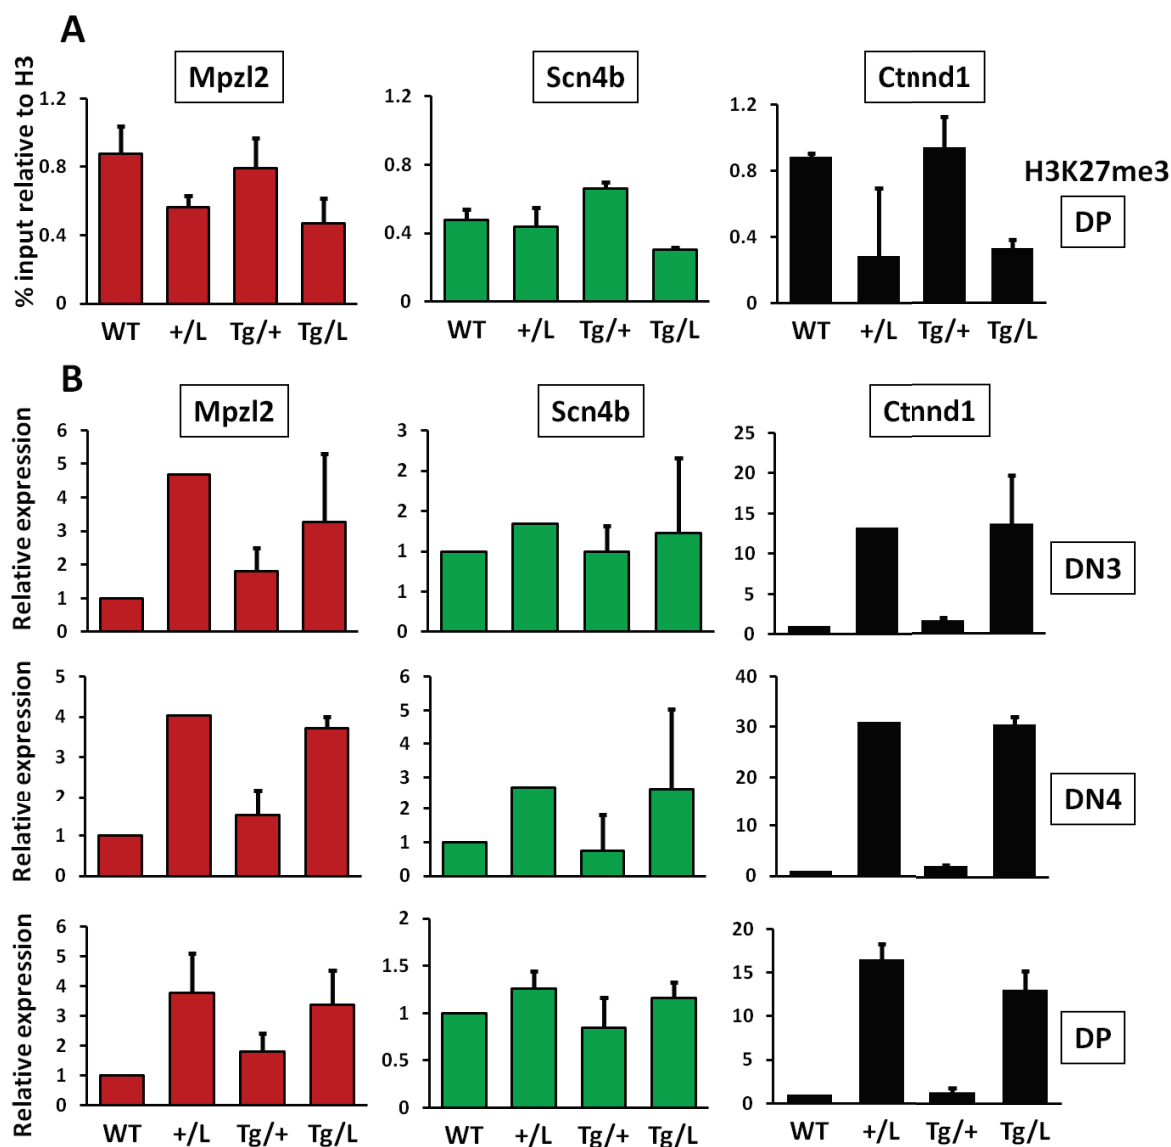 A
Mpzl2 Scn4b Ctnnd1
% input relative to H3
1.2 0.8 0.4 0
1.2 0.8 0.4 0
1.2 0.8 0.4 0
H3K27me3
DP
WT +/L Tg/+ Tg/L
WT +/L Tg/+ Tg/L
WT +/L Tg/+ Tg/L
B
Mpzl2 Scn4b Ctnnd1
Relative expression
6 5 4 3 2 1 0
3 2 2 1 1 0
25 20 15 10 5 0
DN3
Relative expression
5 4 3 2 1 0
6 5 4 3 2 1 0
40 30 20 10 0
DN4
Relative expression
6 5 4 3 2 1 0
2 1.5 1 0.5 0
20 15 10 5 0
DP
WT +/L Tg/+ Tg/L
WT +/L Tg/+ Tg/L
WT +/L Tg/+ Tg/L